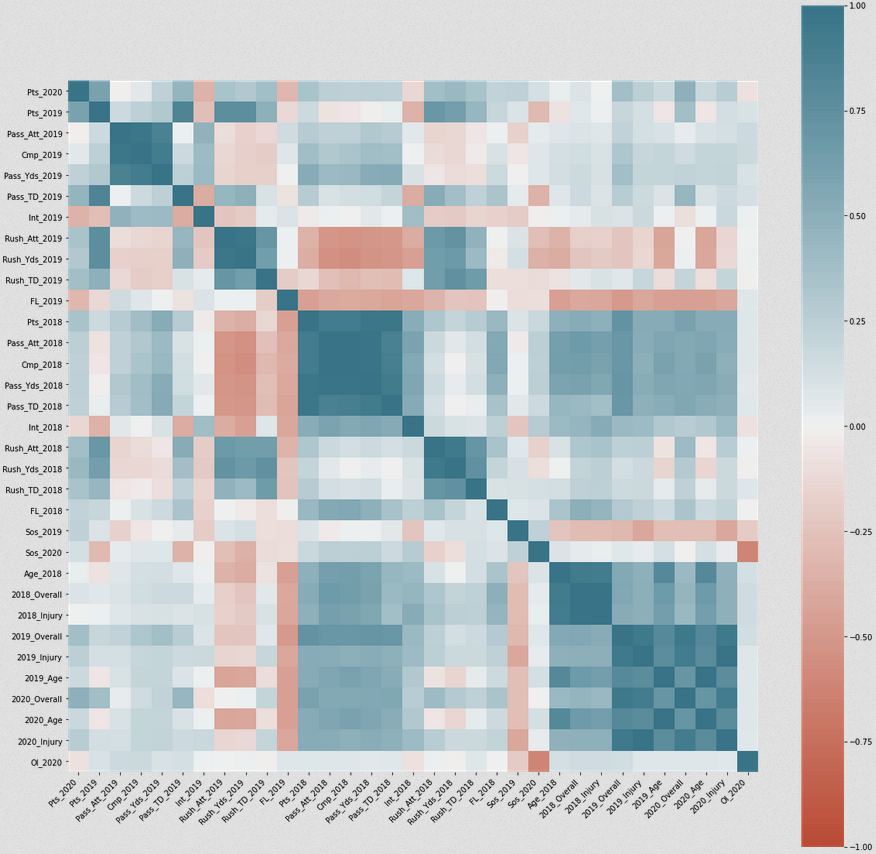 1.00
0.75
0.50
0.25
0.00
−0.25
−0.50
−0.75
−1.00
Pts_2020
Pts_2019
Pass_Att_2019
Cmp_2019
Pass_Yds_2019
Pass_TD_2019
Int_2019
Rush_Att_2019
Rush_Yds_2019
Rush_TD_2019
FL_2019
Pts_2018
Pass_Att_2018
Cmp_2018
Pass_Yds_2018
Pass_TD_2018
Int_2018
Rush_Att_2018
Rush_Yds_2018
Rush_TD_2018
FL_2018
Sos_2019
Sos_2020
Age_2018
2018_Overall
2018_Injury
2019_Overall
2019_Injury
2019_Age
2020_Overall
2020_Age
2020_Injury
Ol_2020
Pts_2020
Pts_2019
Pass_Att_2019
Cmp_2019
Pass_Yds_2019
Pass_TD_2019
Int_2019
Rush_Att_2019
Rush_Yds_2019
Rush_TD_2019
FL_2019
Pts_2018
Pass_Att_2018
Cmp_2018
Pass_Yds_2018
Pass_TD_2018
Int_2018
Rush_Att_2018
Rush_Yds_2018
Rush_TD_2018
FL_2018
Sos_2019
Sos_2020
Age_2018
2018_Overall
2018_Injury
2019_Overall
2019_Injury
2019_Age
2020_Overall
2020_Age
2020_Injury
Ol_2020